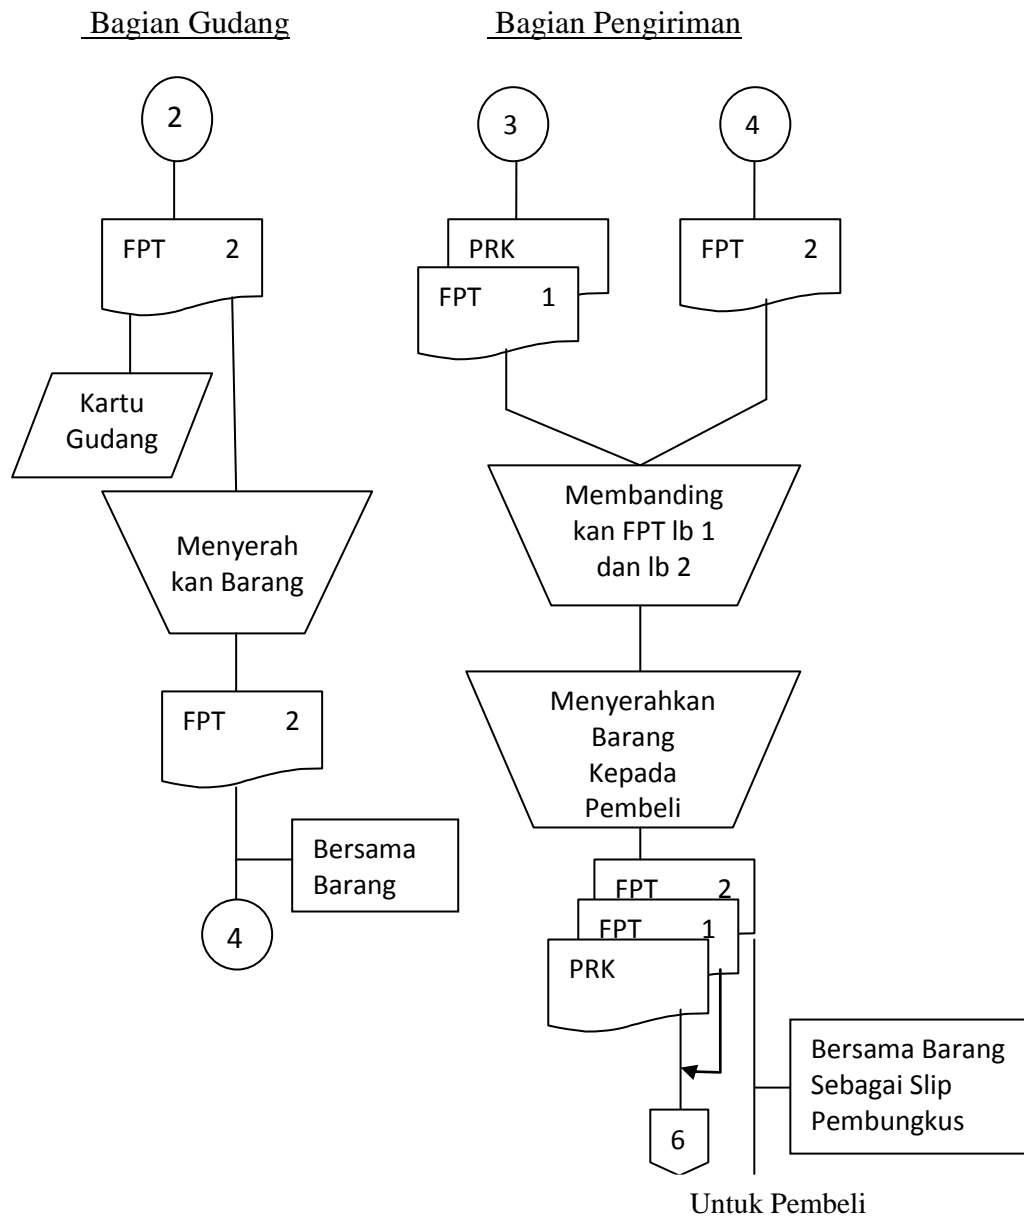 Bagian Gudang
Bagian Pengiriman
2
FPT 2
Kartu
Gudang
Menyerah
kan Barang
FPT 2
Bersama
Barang
4
3
4
PRK
FPT 1
FPT 2
Membanding
kan FPT lb 1
dan lb 2
Menyerahkan
Barang
Kepada
Pembeli
FPT 2
FPT 1
PRK
Bersama Barang
Sebagai Slip
Pembungkus
6
Untuk Pembeli